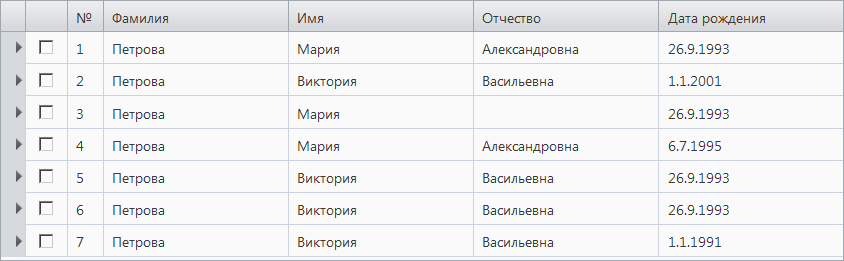 № Фамилия Имя Отчество Дата рождения
1 Петрова Мария Александровна 26.9.1993
2 Петрова Виктория Васильевна 1.1.2001
3 Петрова Мария 26.9.1993
4 Петрова Мария Александровна 6.7.1995
5 Петрова Виктория Васильевна 26.9.1993
6 Петрова Виктория Васильевна 26.9.1993
7 Петрова Виктория Васильевна 1.1.1991